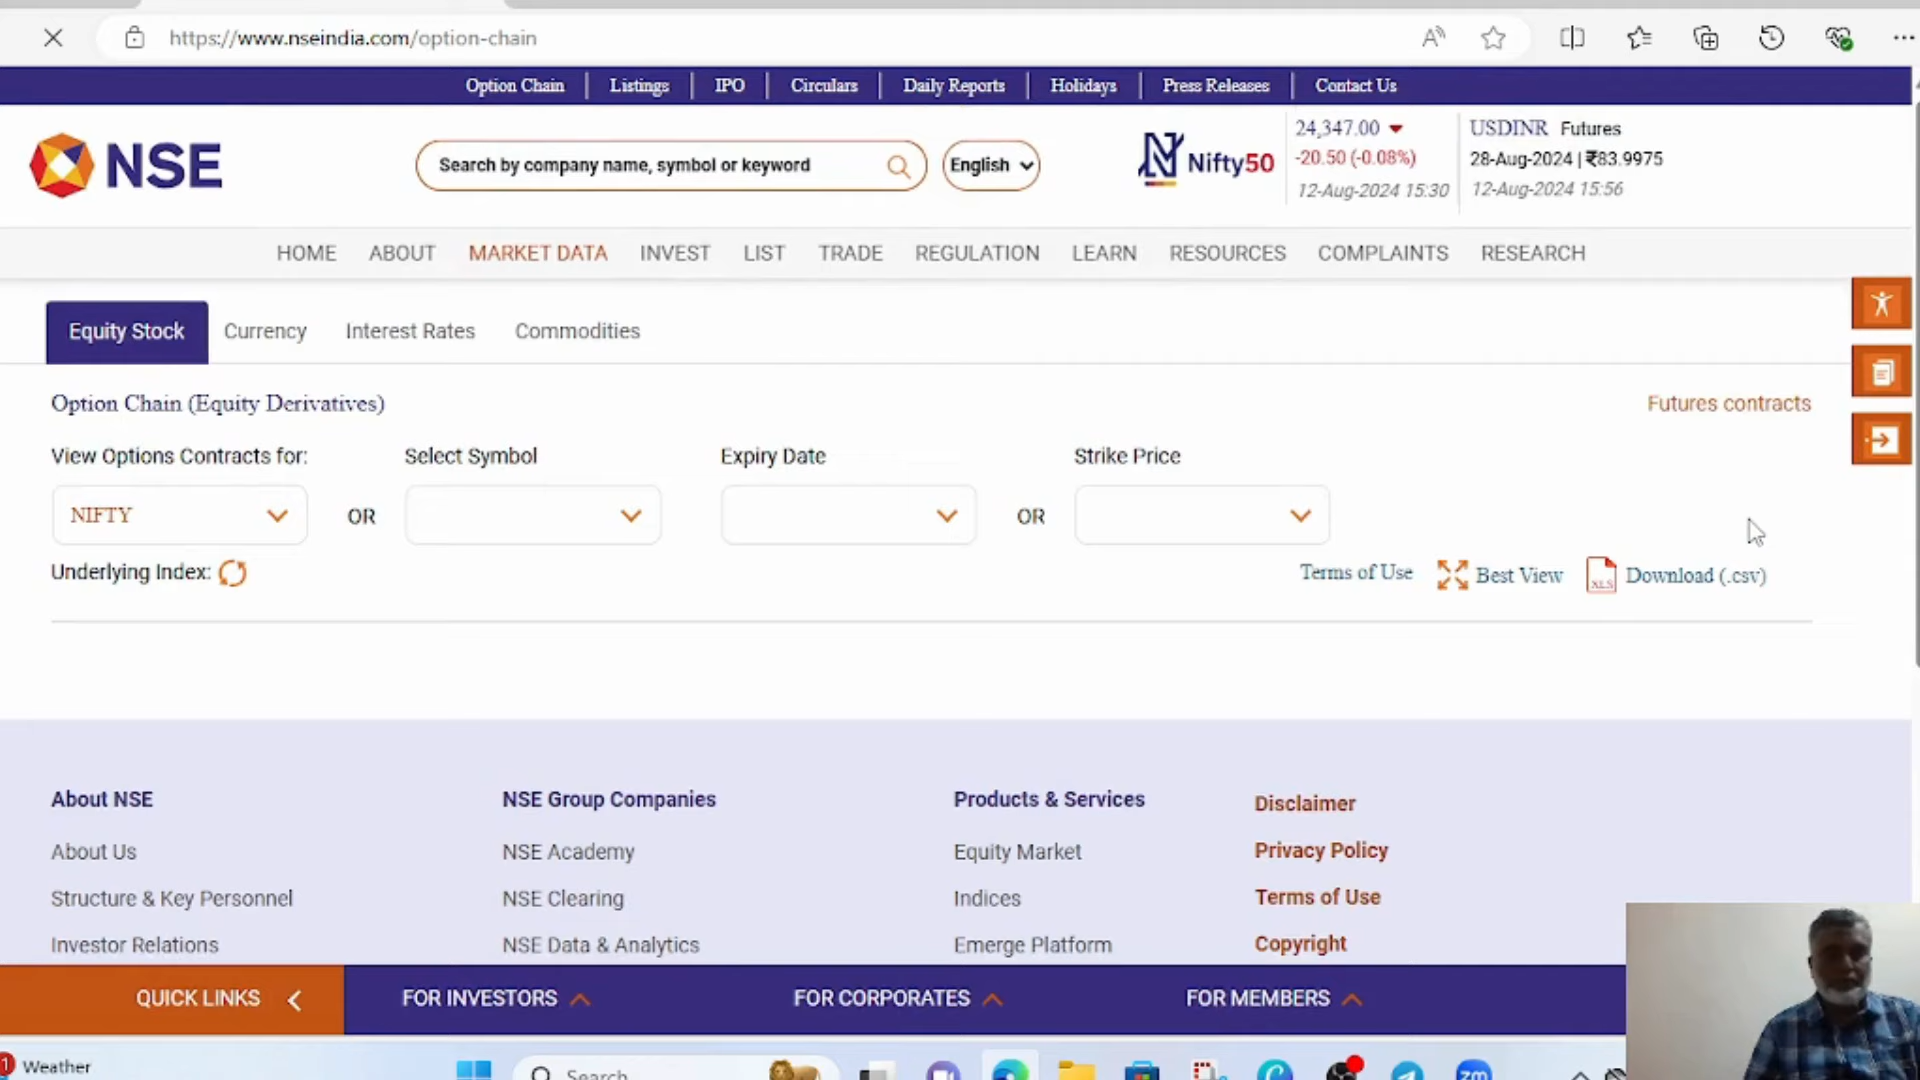 https://www.nseindia.com/option-chain
Option Chain | Listings | IPO | Circulars | Daily Reports | Holidays | Press Releases | Contact Us
NSE
Search by company name, symbol or keyword
English
Nifty50
24,347.00
-20.50 (-0.08%)
12-Aug-2024 15:30
USDINR Futures
28-Aug-2024 | ₹83.9975
12-Aug-2024 15:56
HOME ABOUT MARKET DATA INVEST LIST TRADE REGULATION LEARN RESOURCES COMPLAINTS RESEARCH
Equity Stock Currency Interest Rates Commodities
Option Chain (Equity Derivatives)
Futures contracts
View Options Contracts for: Select Symbol Expiry Date Strike Price
NIFTY OR OR
Underlying Index:
Terms of Use Best View XLS Download (.csv)
About NSE NSE Group Companies Products & Services Disclaimer
About Us NSE Academy Equity Market Privacy Policy
Structure & Key Personnel NSE Clearing Indices Terms of Use
Investor Relations NSE Data & Analytics Emerge Platform Copyright
QUICK LINKS FOR INVESTORS FOR CORPORATES FOR MEMBERS
1 Weather
Search
zm